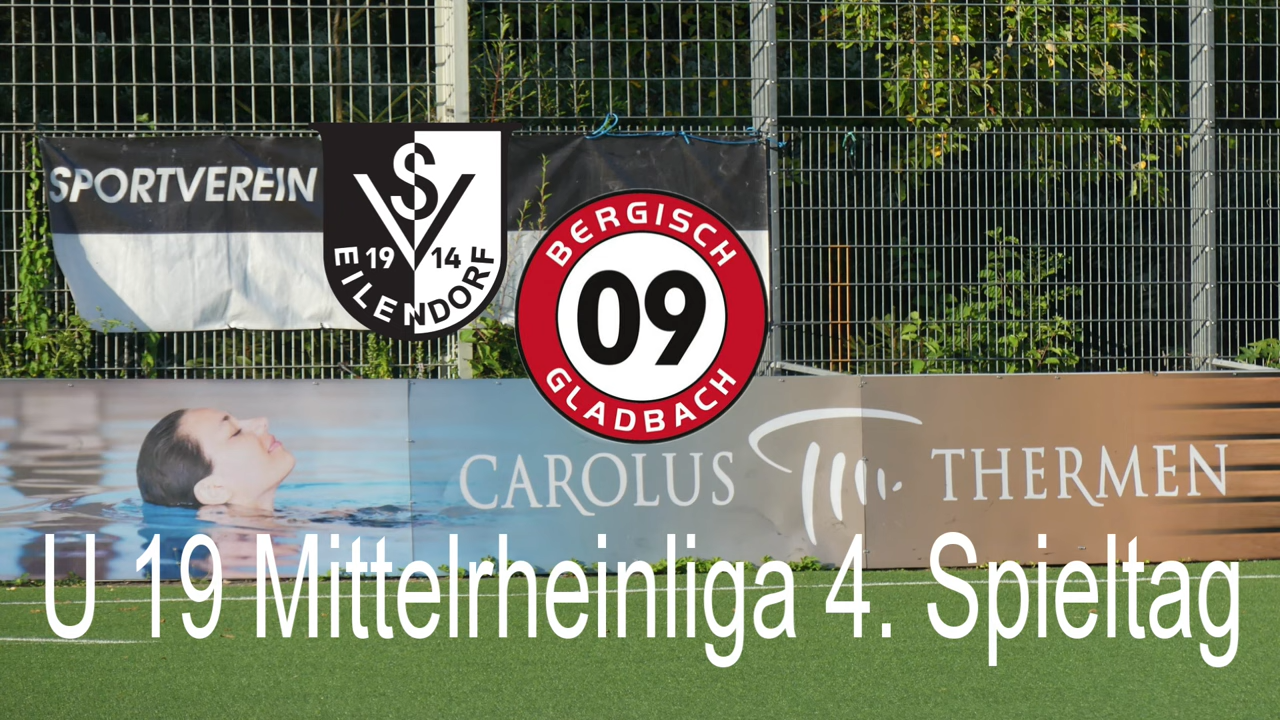 SPORTVEREIN
SV
19 14
EILENDORF
BERGISCH
09
GLADBACH
CAROLUS THERMEN
U 19 Mittelrheinliga 4. Spieltag